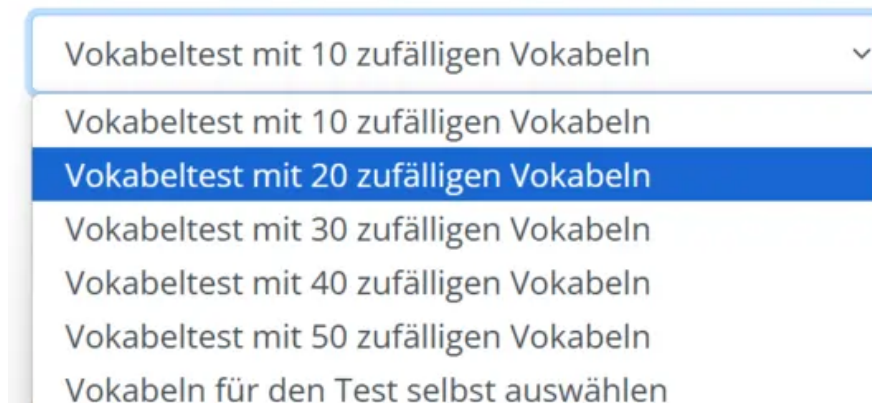 Vokabeltest mit 10 zufälligen Vokabeln
Vokabeltest mit 10 zufälligen Vokabeln
Vokabeltest mit 20 zufälligen Vokabeln
Vokabeltest mit 30 zufälligen Vokabeln
Vokabeltest mit 40 zufälligen Vokabeln
Vokabeltest mit 50 zufälligen Vokabeln
Vokabeln für den Test selbst auswählen